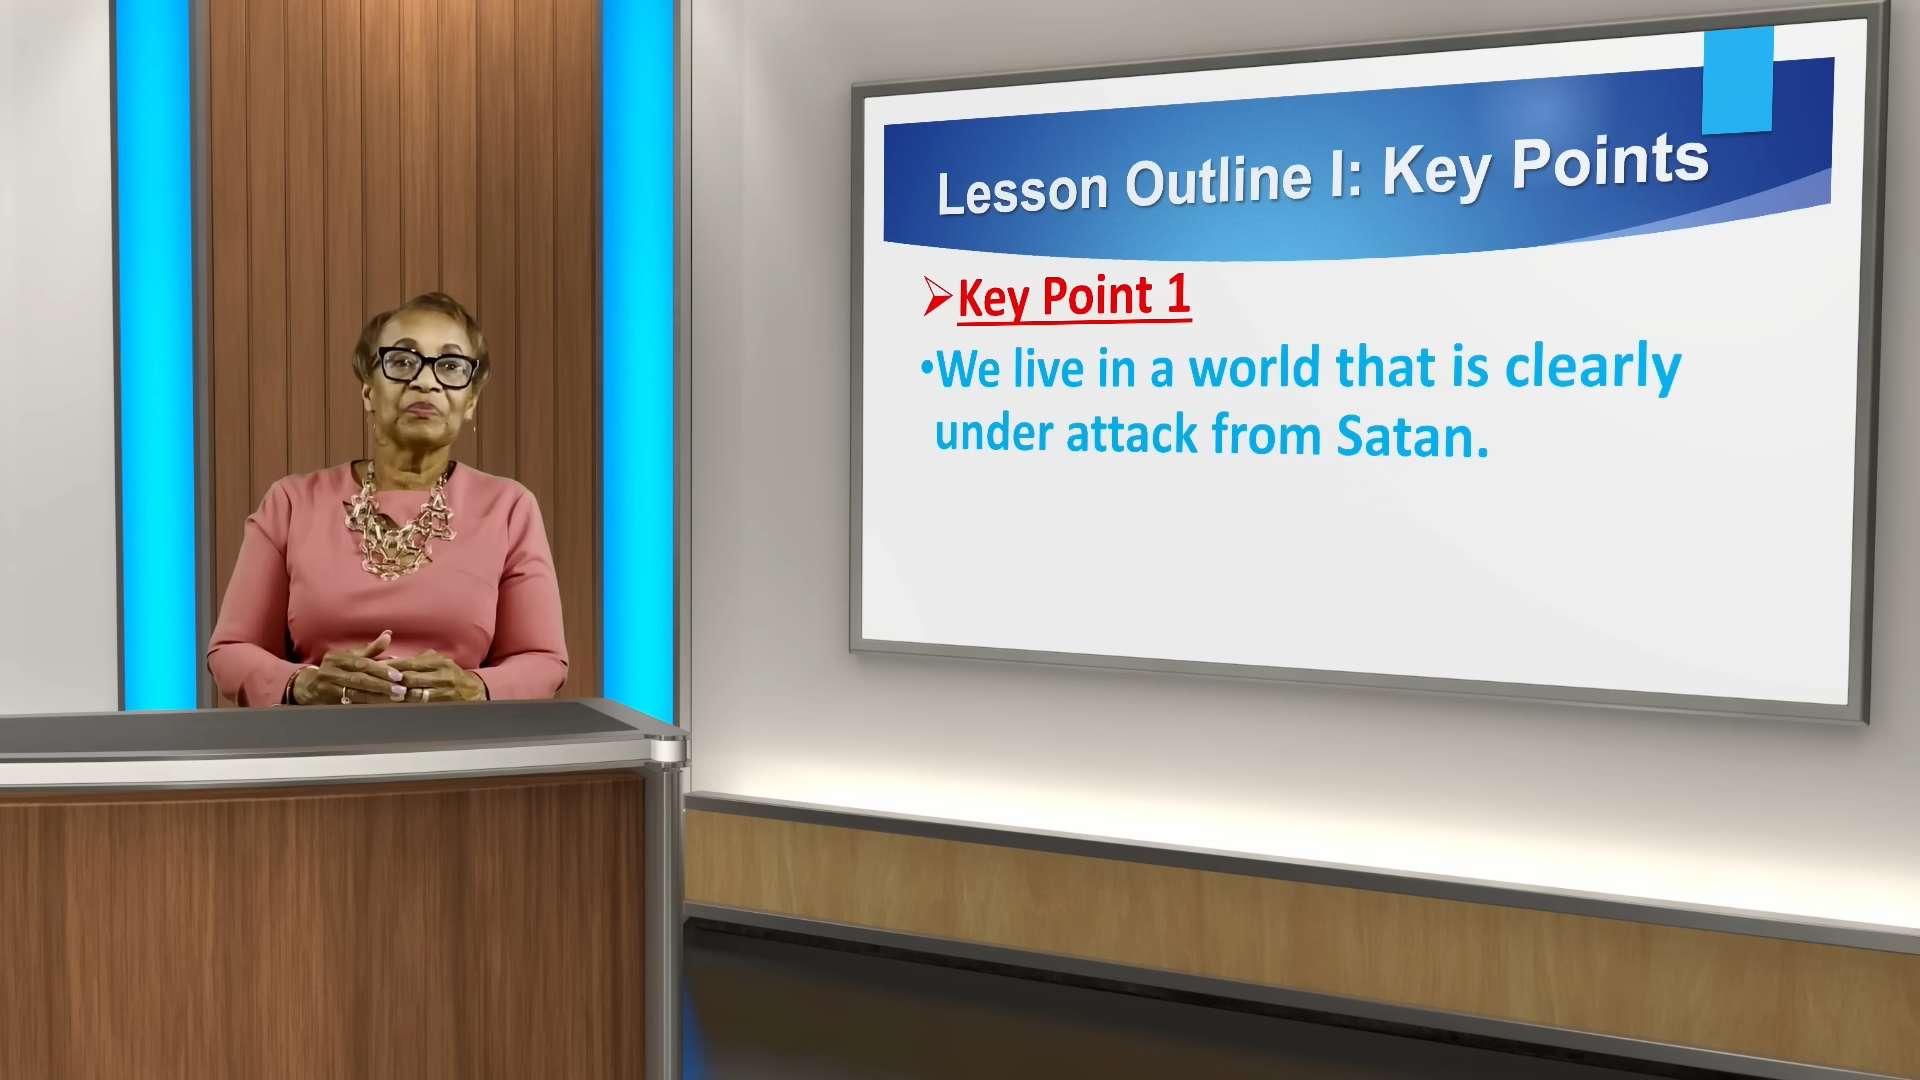 Lesson Outline I: Key Points
➢Key Point 1
•We live in a world that is clearly
under attack from Satan.